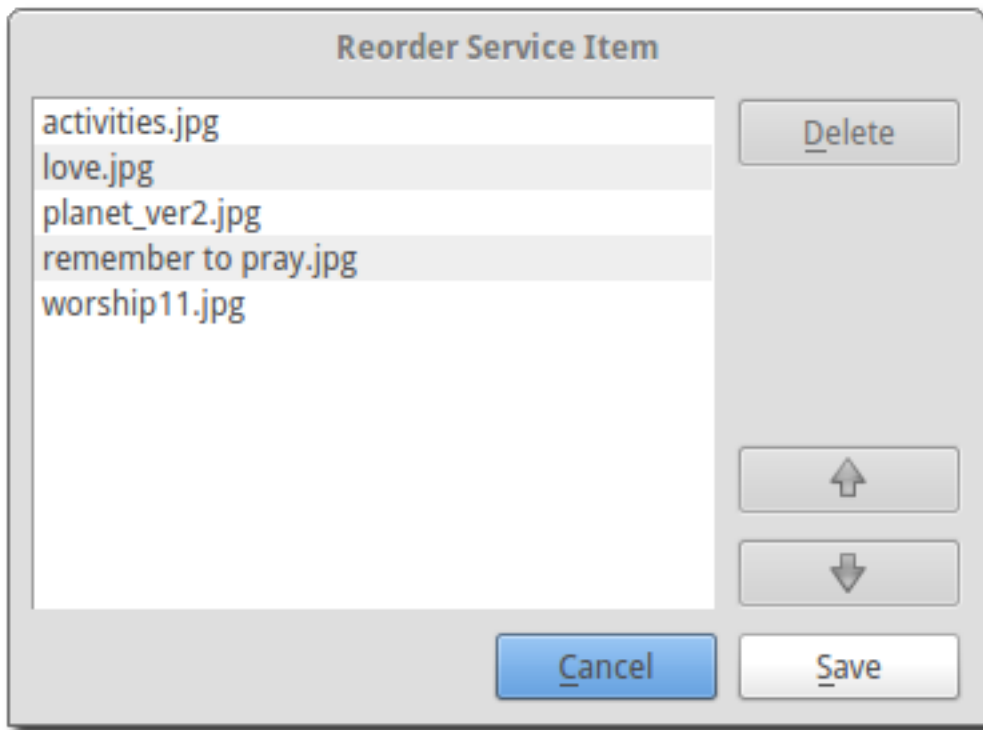 Reorder Service Item
activities.jpg
Delete
love.jpg
planet_ver2.jpg
remember to pray.jpg
worship11.jpg
Cancel
Save